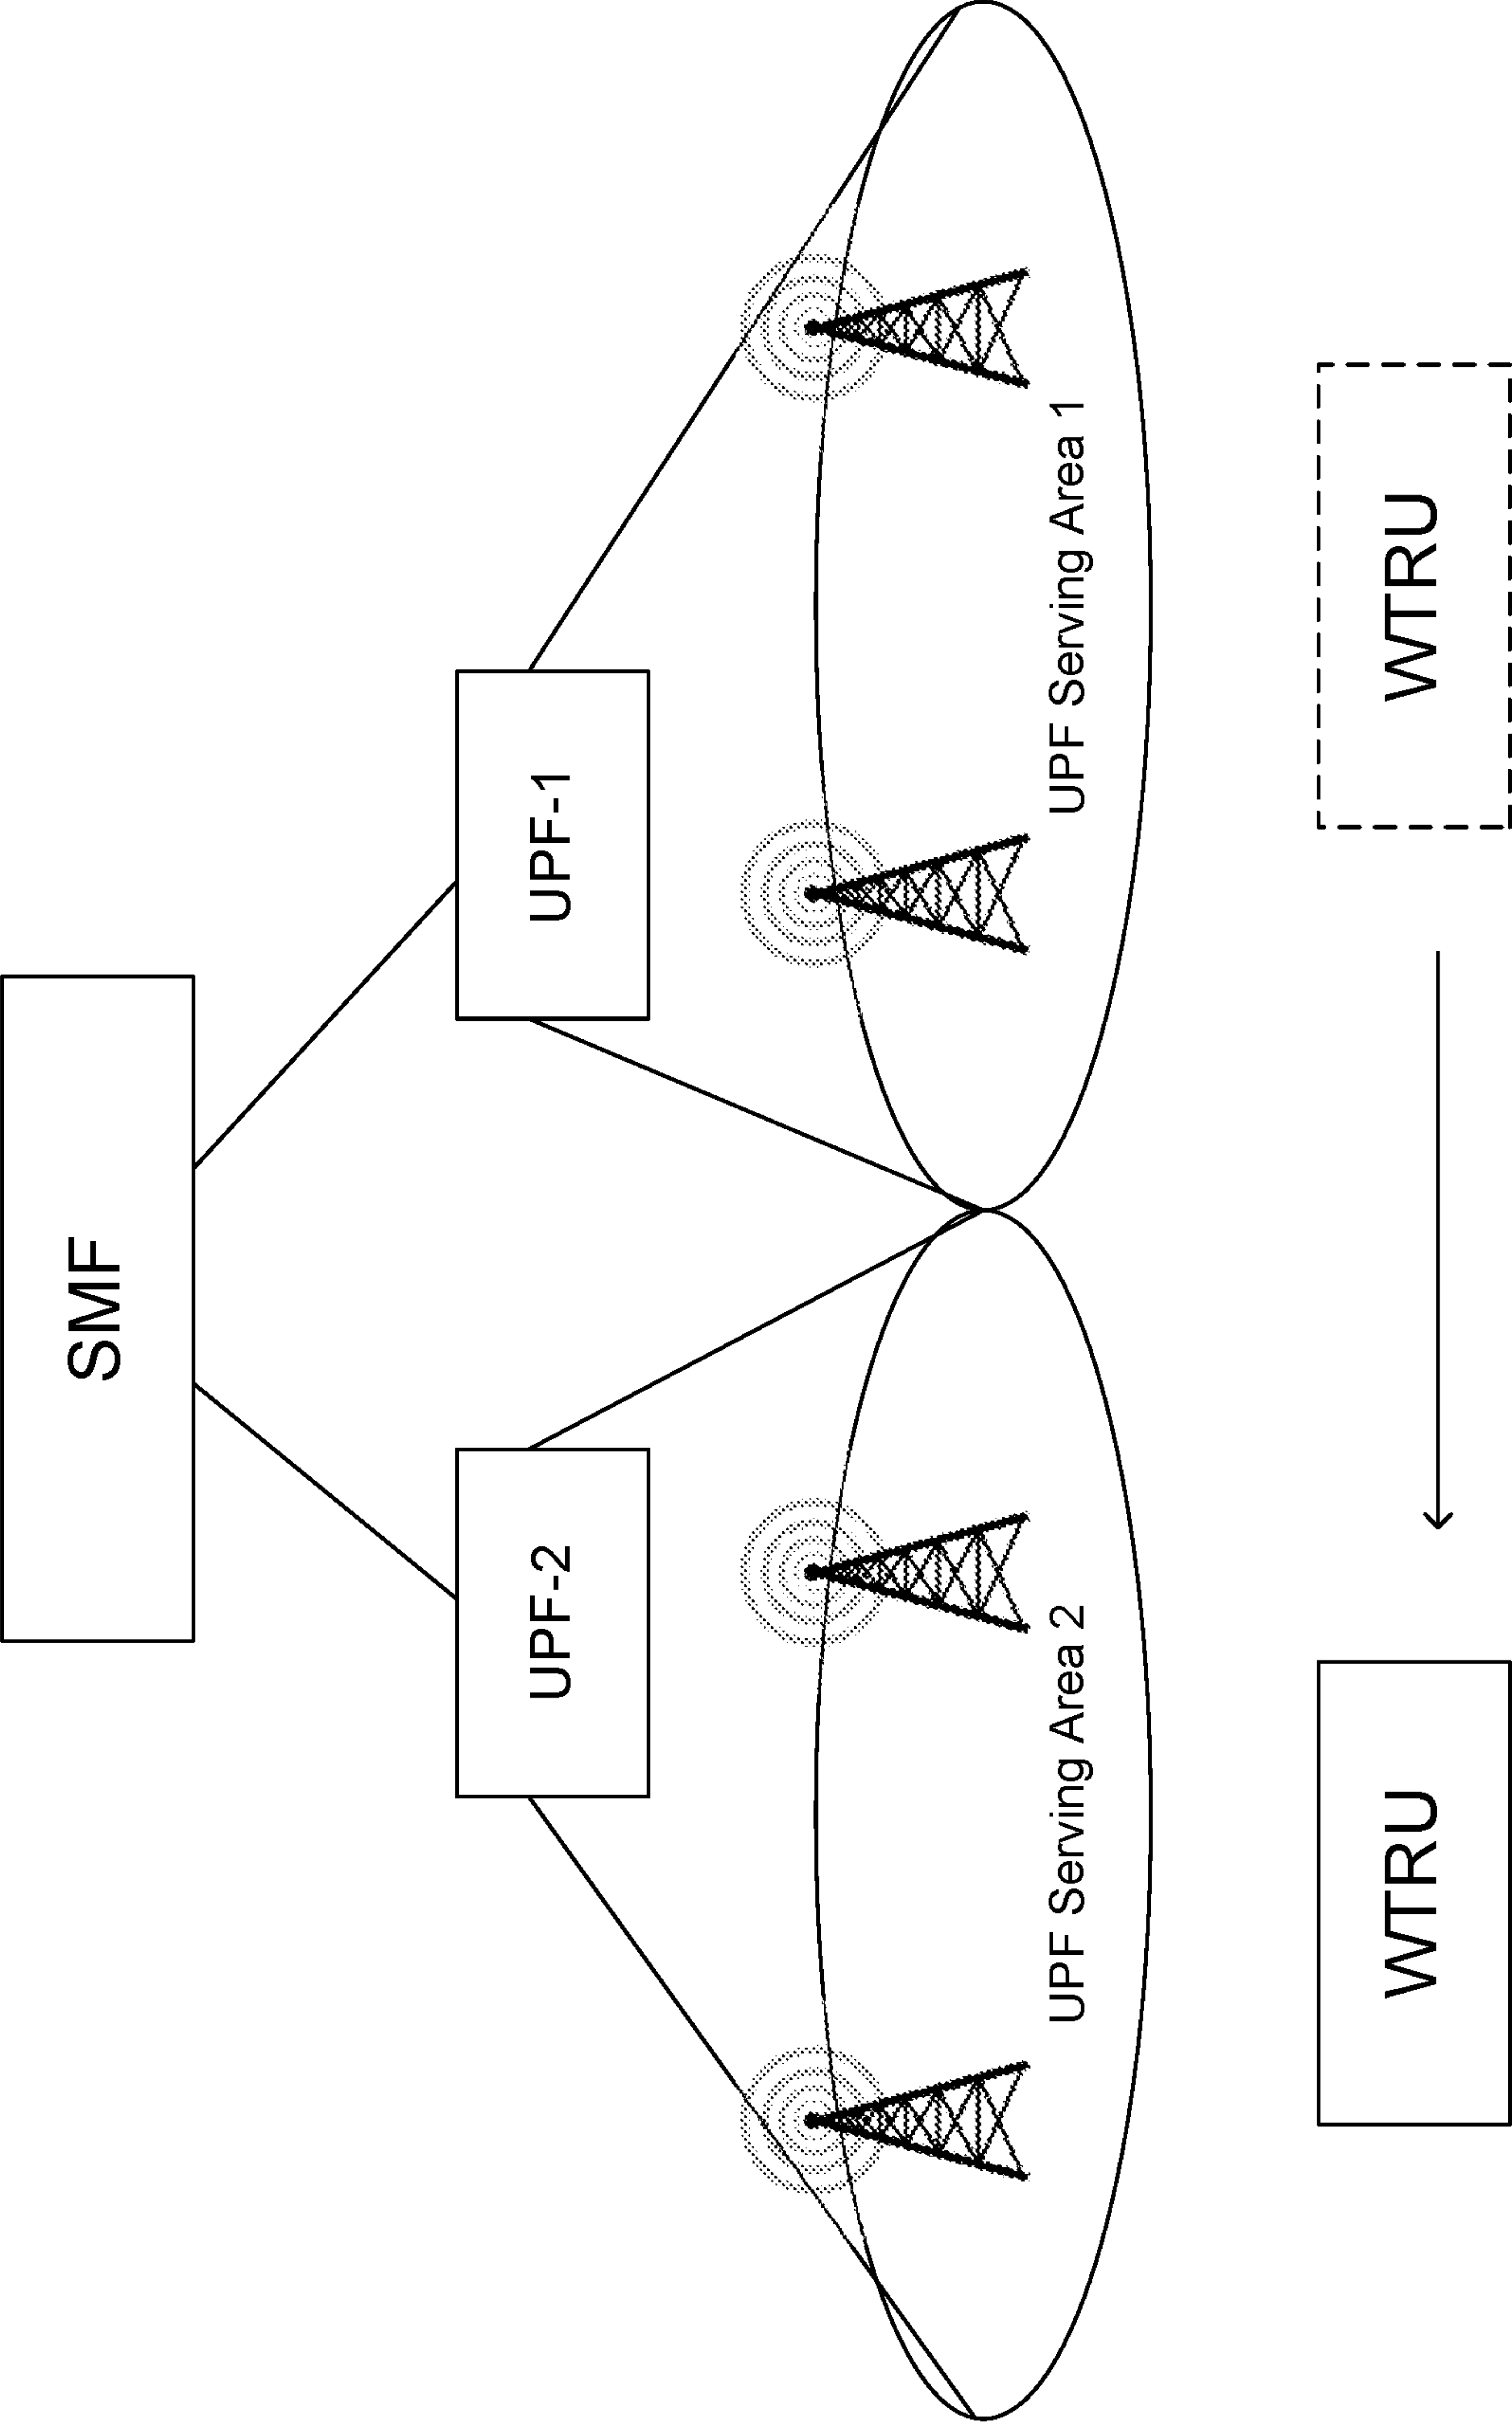 SMF
UPF-2
UPF-1
UPF Serving Area 2
UPF Serving Area 1
WTRU
WTRU